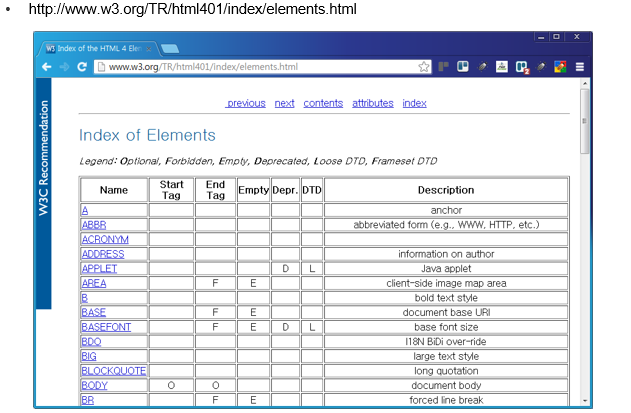 • http://www.w3.org/TR/html401/index/elements.html
W3 Index of the HTML 4 Elen
www.w3.org/TR/html401/index/elements.html
2
W3C Recommendation
previous next contents attributes index
Index of Elements
Legend: Optional, Forbidden, Empty, Deprecated, Loose DTD, Frameset DTD
Name Start Tag End Tag Empty Depr. DTD Description
A anchor
ABBR abbreviated form (e.g., WWW, HTTP, etc.)
ACRONYM
ADDRESS information on author
APPLET D L Java applet
AREA F E client-side image map area
B bold text style
BASE F E document base URI
BASEFONT F E D L base font size
BDO I18N BiDi over-ride
BIG large text style
BLOCKQUOTE long quotation
BODY O O document body
BR F E forced line break